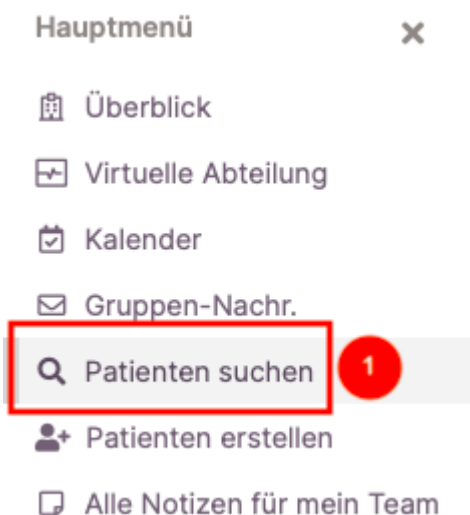 Hauptmenü
Überblick
Virtuelle Abteilung
Kalender
Gruppen-Nachr.
Patienten suchen 1
Patienten erstellen
Alle Notizen für mein Team